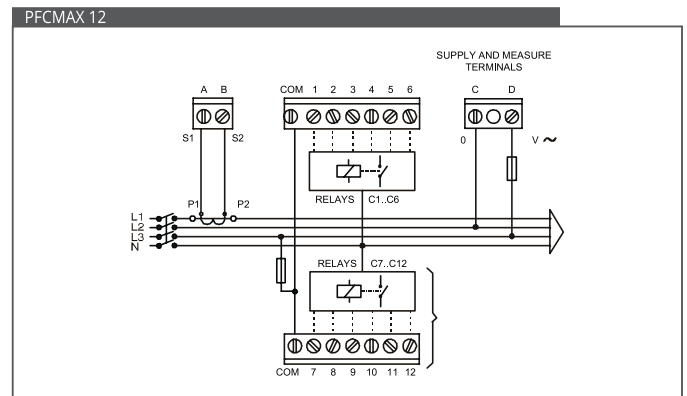 PFCMAX 12
SUPPLY AND MEASURE
TERMINALS
A B
COM 1 2 3 4 5 6
C D
S1 S2
0 V ~
RELAYS C1..C6
P1 P2
L1
L2
L3
N
RELAYS C7..C12
COM 7 8 9 10 11 12